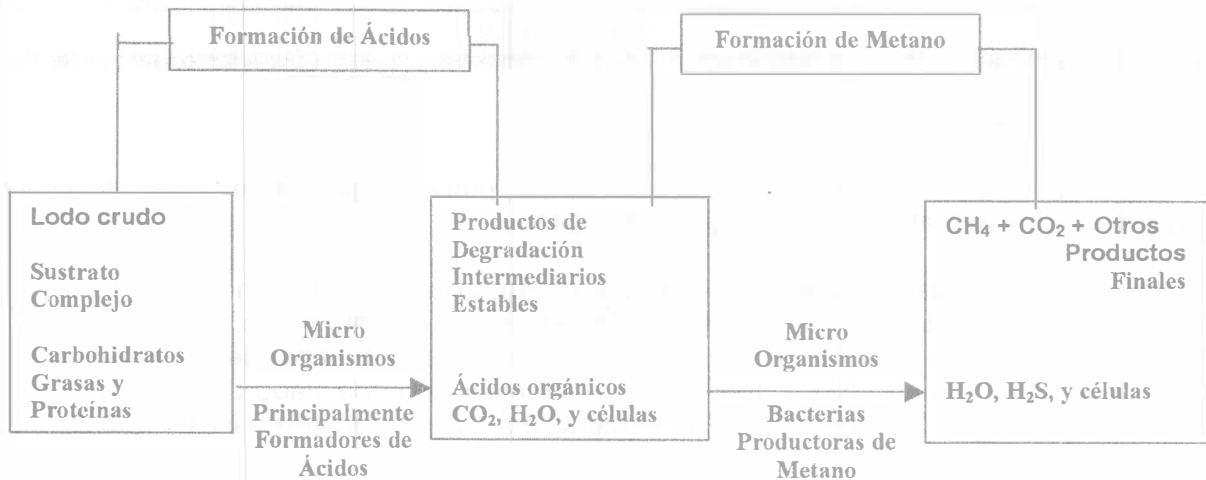 Formación de Ácidos
Formación de Metano
Lodo crudo
Sustrato
Complejo
Carbohidratos
Grasas y
Proteínas
Micro
Organismos
Principalmente
Formadores de
Ácidos
Productos de
Degradación
Intermediarios
Estables
Ácidos orgánicos
CO₂, H₂O, y células
Micro
Organismos
Bacterias
Productoras de
Metano
CH₄ + CO₂ + Otros
Productos
Finales
H₂O, H₂S, y células